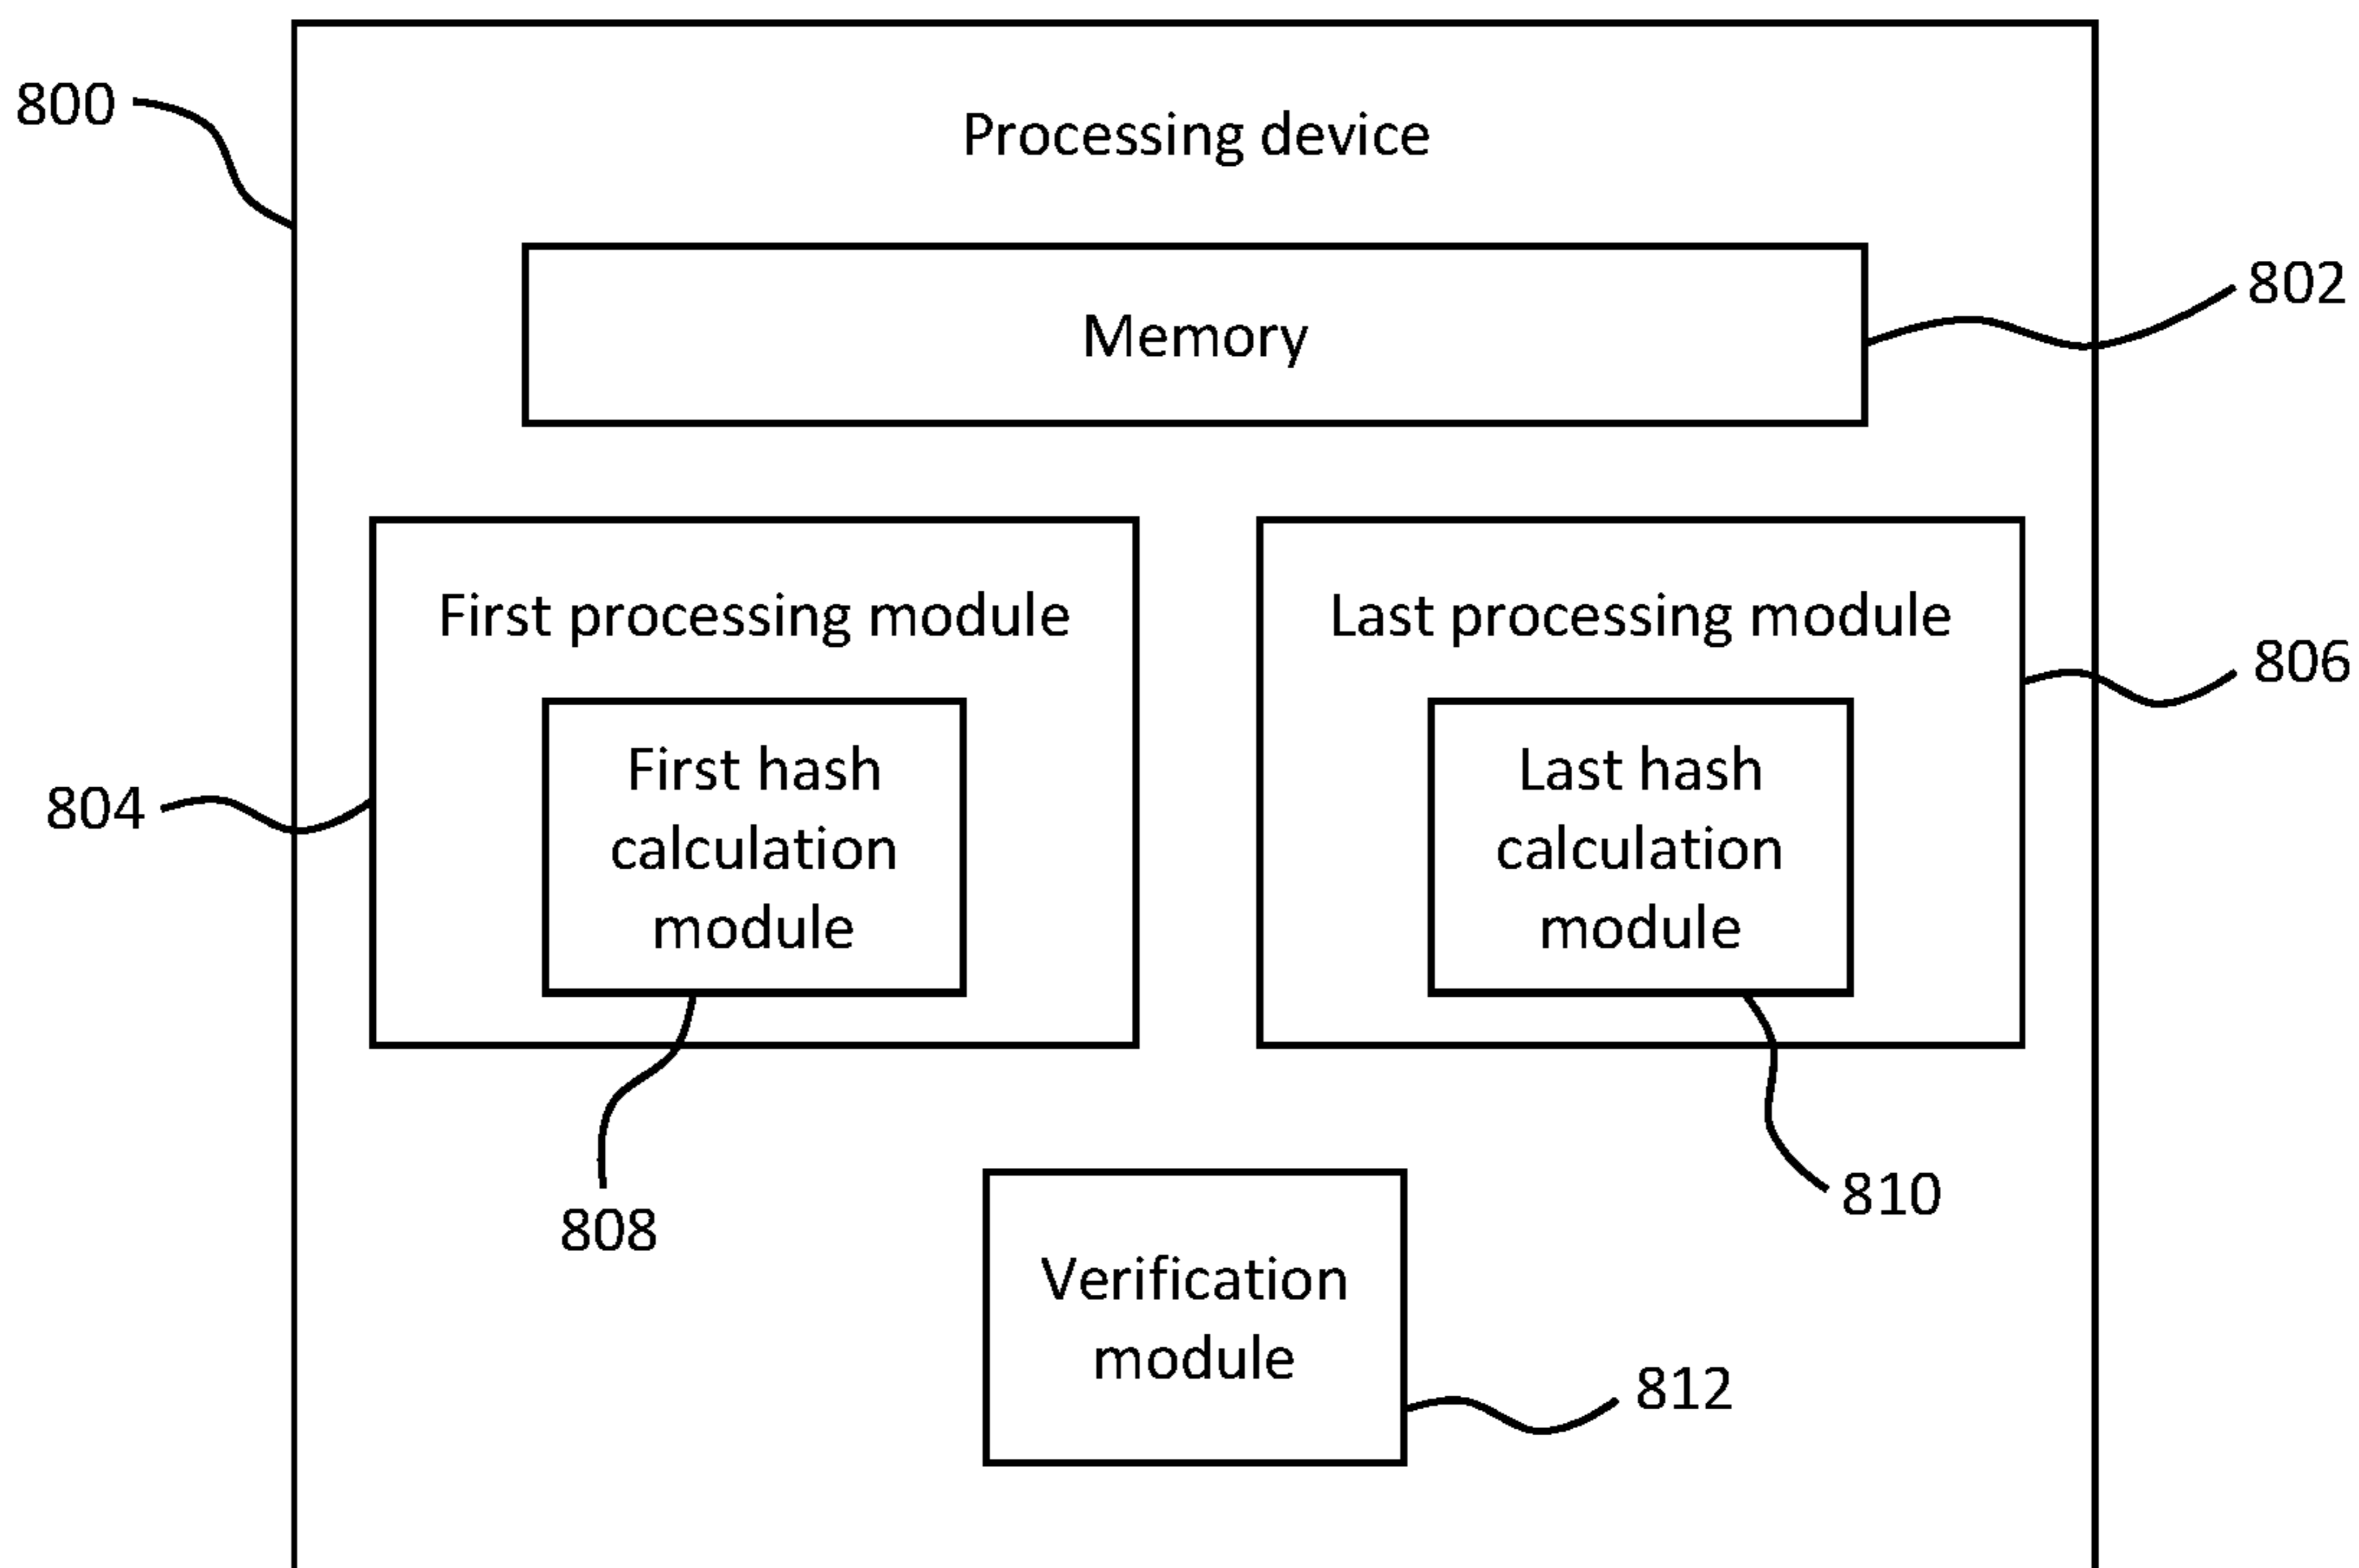 800
Processing device
802
Memory
First processing module
Last processing module
806
First hash
calculation
module
Last hash
calculation
module
804
808
810
Verification
module
812